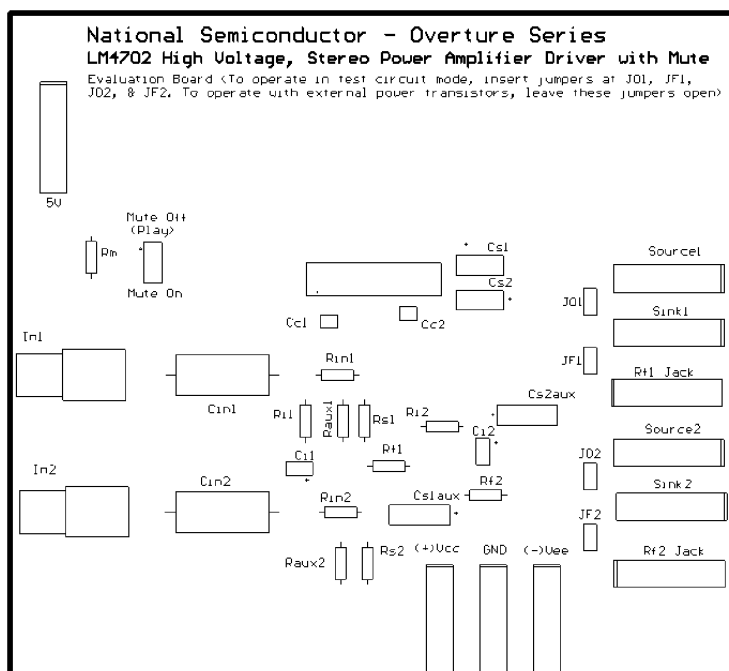 National Semiconductor - Overture Series
LM4702 High Voltage, Stereo Power Amplifier Driver with Mute
Evaluation Board (To operate in test circuit mode, insert jumpers at JO1, JF1,
JO2, & JF2. To operate with external power transistors, leave these jumpers open)
5V
Mute Off
(Play)
Rm
Mute On
Cs1
Cs2
Source1
JO1
Sink1
Cc1
Cc2
In1
Rin1
JF1
Rf1 Jack
Cin1
Ri1
Raux1
Rs1
Ri2
Cs2aux
Ci2
Source2
Ci1
Rf1
JO2
In2
Cin2
Rin2
Rf2
Sink2
Cs1aux
JF2
Raux2
Rs2
(+)Vcc
GND
(-)Vee
Rf2 Jack